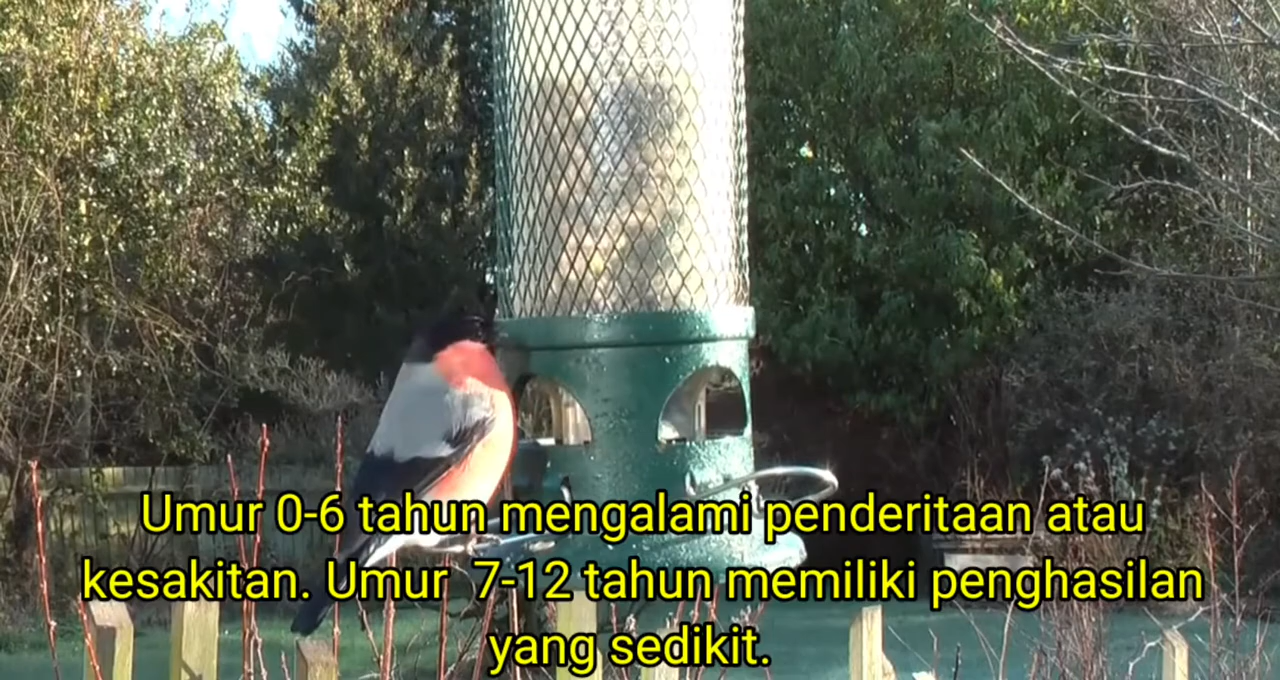 Umur 0-6 tahun mengalami penderitaan atau
kesakitan. Umur  7-12 tahun memiliki penghasilan
yang sedikit.